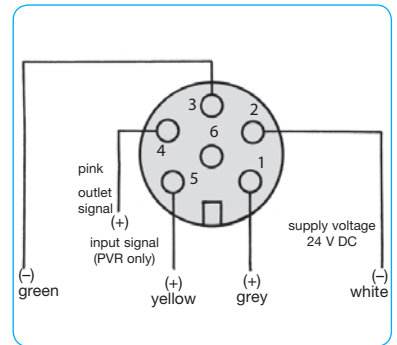 3
2
6
4
1
5
pink
outlet
signal
(+)
input signal
(PVR only)
supply voltage
24 V DC
(–)
green
(+)
yellow
(+)
grey
(–)
white